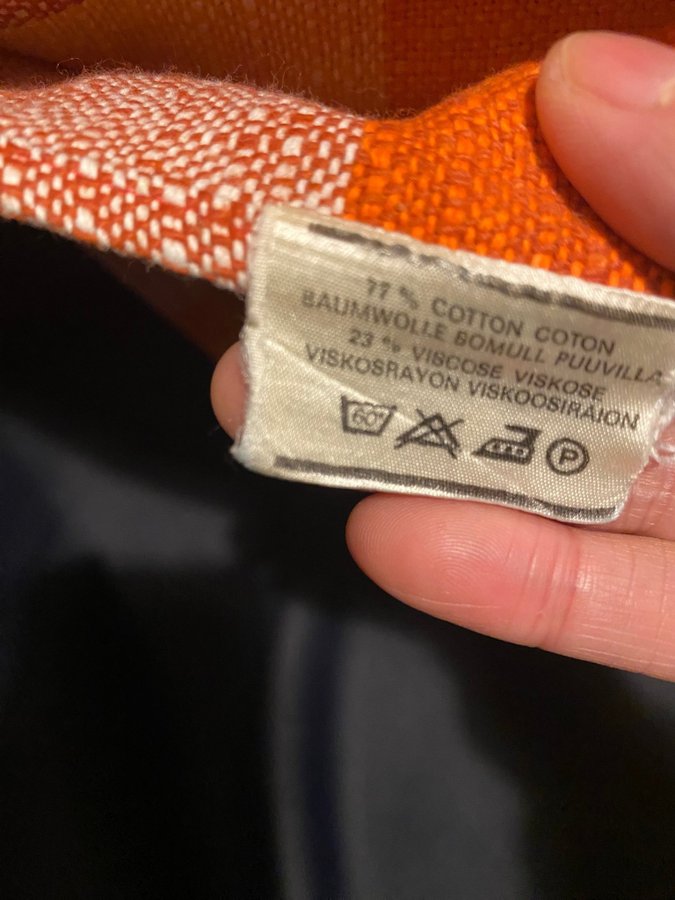 77 % COTTON COTON
BAUMWOLLE BOMULL PUUVILLA
23 % VISCOSE VISKOSE
VISKOSRAYON VISKOOSIRAION
60° P